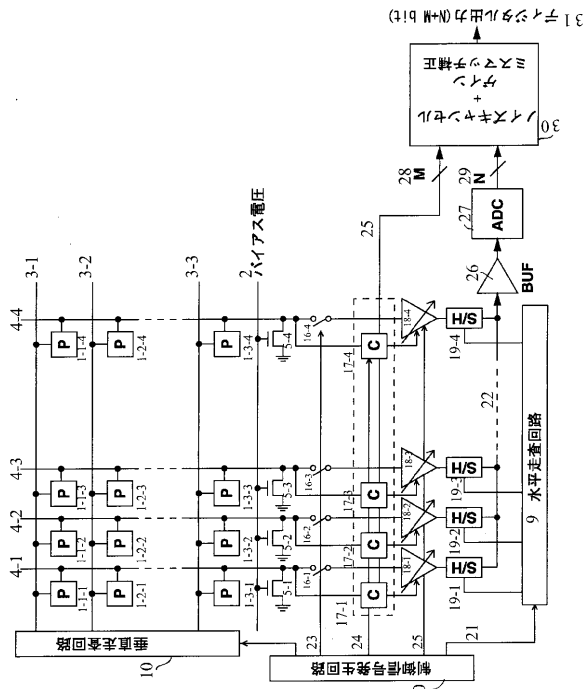 31 ディジタル出力(N+M bit)
ノイズキャンセル
+
ゲイン
ミスマッチ補正
30
28
M
29
N
25
27
ADC
26
BUF
4-4
4-3
4-2
4-1
3-1
3-2
3-3
2
バイアス電圧
P
1-1-4
P
1-2-4
P
1-3-4
5-4
16-4
17-4
C
18-4
H/S
19-4
P
1-1-3
P
1-2-3
P
1-3-3
5-3
16-3
17-3
C
18-3
H/S
19-3
P
1-1-2
P
1-2-2
P
1-3-2
5-2
16-2
17-2
C
18-2
H/S
19-2
P
1-1-1
P
1-2-1
P
1-3-1
5-1
16-1
17-1
C
18-1
H/S
19-1
22
9 水平走査回路
垂直走査回路
10
23
24
25
21
制御信号発生回路